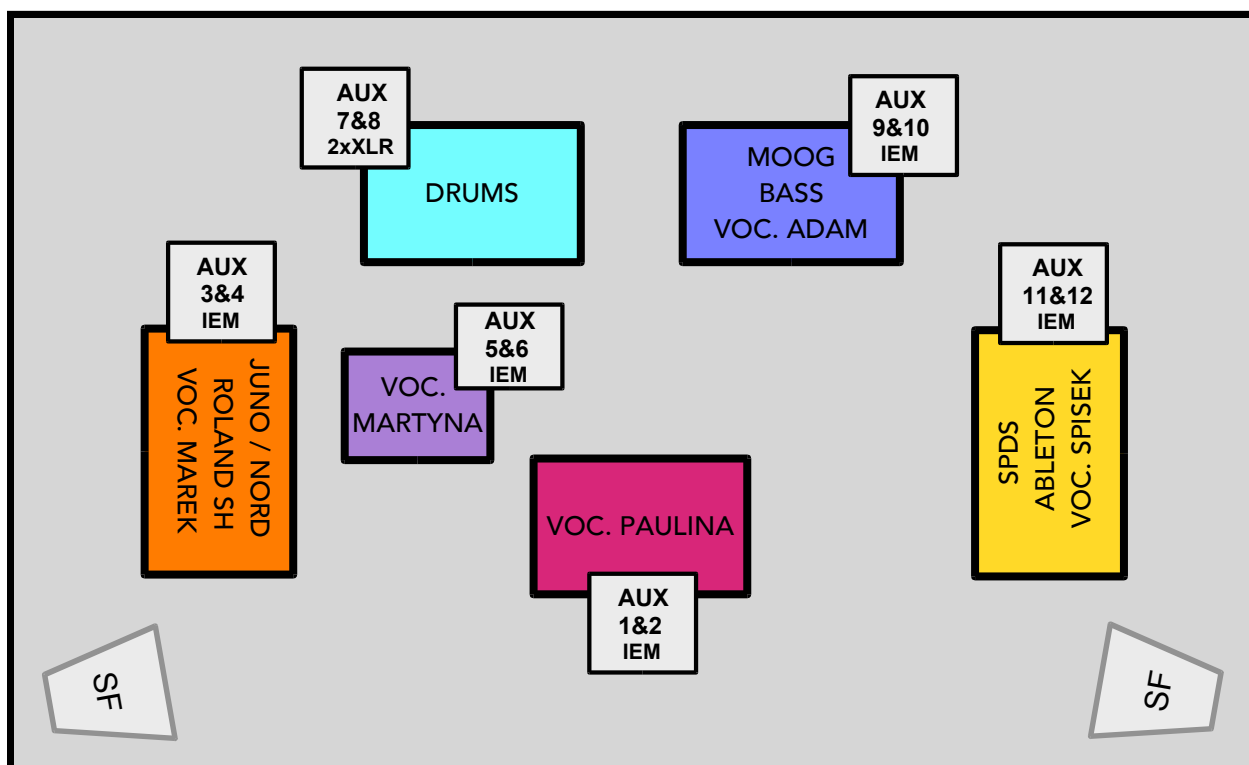 AUX
7&8
2xXLR
DRUMS
AUX
9&10
IEM
MOOG
BASS
VOC. ADAM
AUX
3&4
IEM
JUNO / NORD
ROLAND SH
VOC. MAREK
AUX
5&6
IEM
VOC.
MARTYNA
AUX
11&12
IEM
SPDS
ABLETON
VOC. SPISEK
VOC. PAULINA
AUX
1&2
IEM
SF
SF